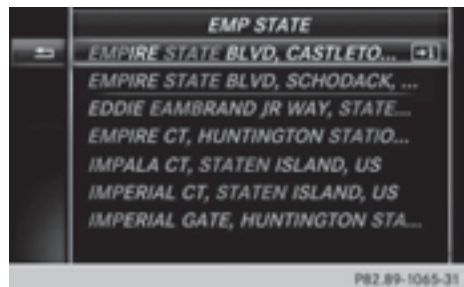 EMP STATE
EMPIRE STATE BLVD, CASTLETO...
EMPIRE STATE BLVD, SCHODACK, ...
EDDIE EAMBRAND JR WAY, STATE...
EMPIRE CT, HUNTINGTON STATIO...
IMPALA CT, STATEN ISLAND, US
IMPERIAL CT, STATEN ISLAND, US
IMPERIAL GATE, HUNTINGTON STA...
P82.89-1065-31